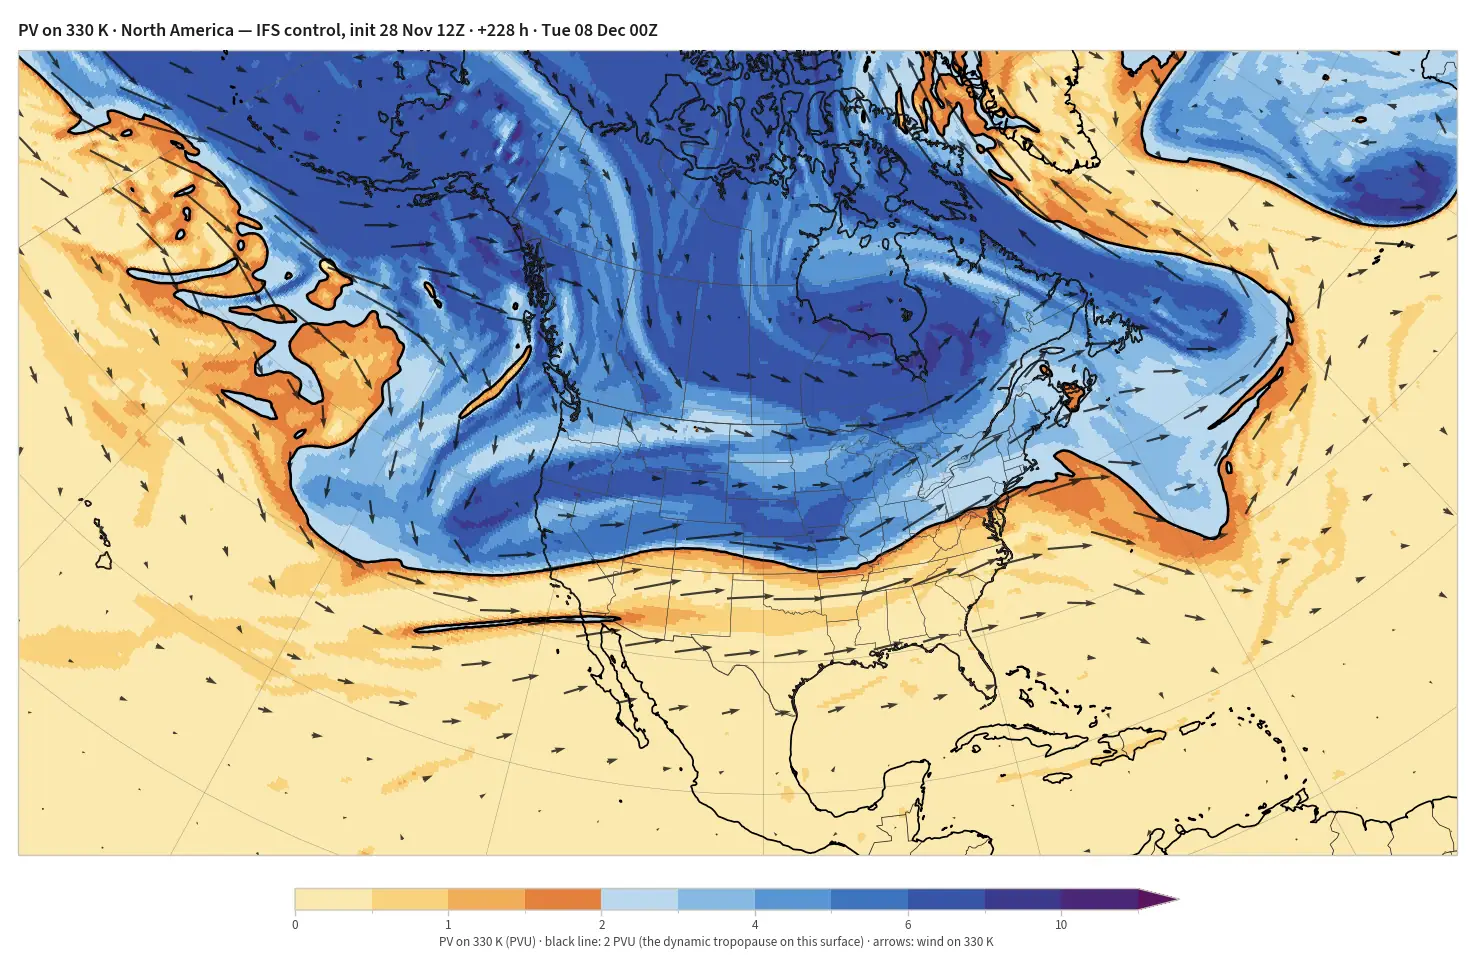 PV on 330 K · North America — IFS control, init 28 Nov 12Z · +228 h · Tue 08 Dec 00Z
0 1 2 4 6 10
PV on 330 K (PVU) · black line: 2 PVU (the dynamic tropopause on this surface) · arrows: wind on 330 K